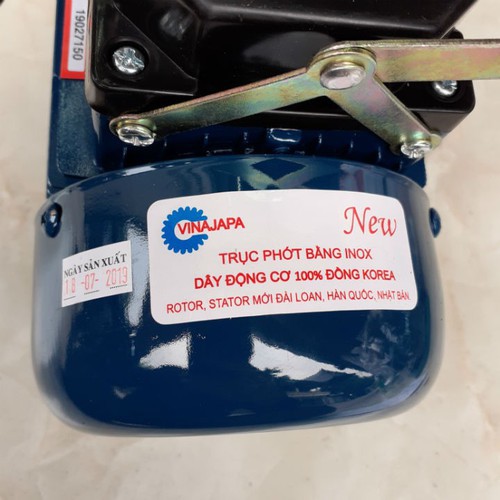 19027150
VINAJAPA
New
TRỤC PHỚT BẰNG INOX
DÂY ĐỘNG CƠ 100% ĐỒNG KOREA
ROTOR, STATOR MỚI ĐÀI LOAN, HÀN QUỐC, NHẬT BẢN.
NGÀY SẢN XUẤT
18-07-2019